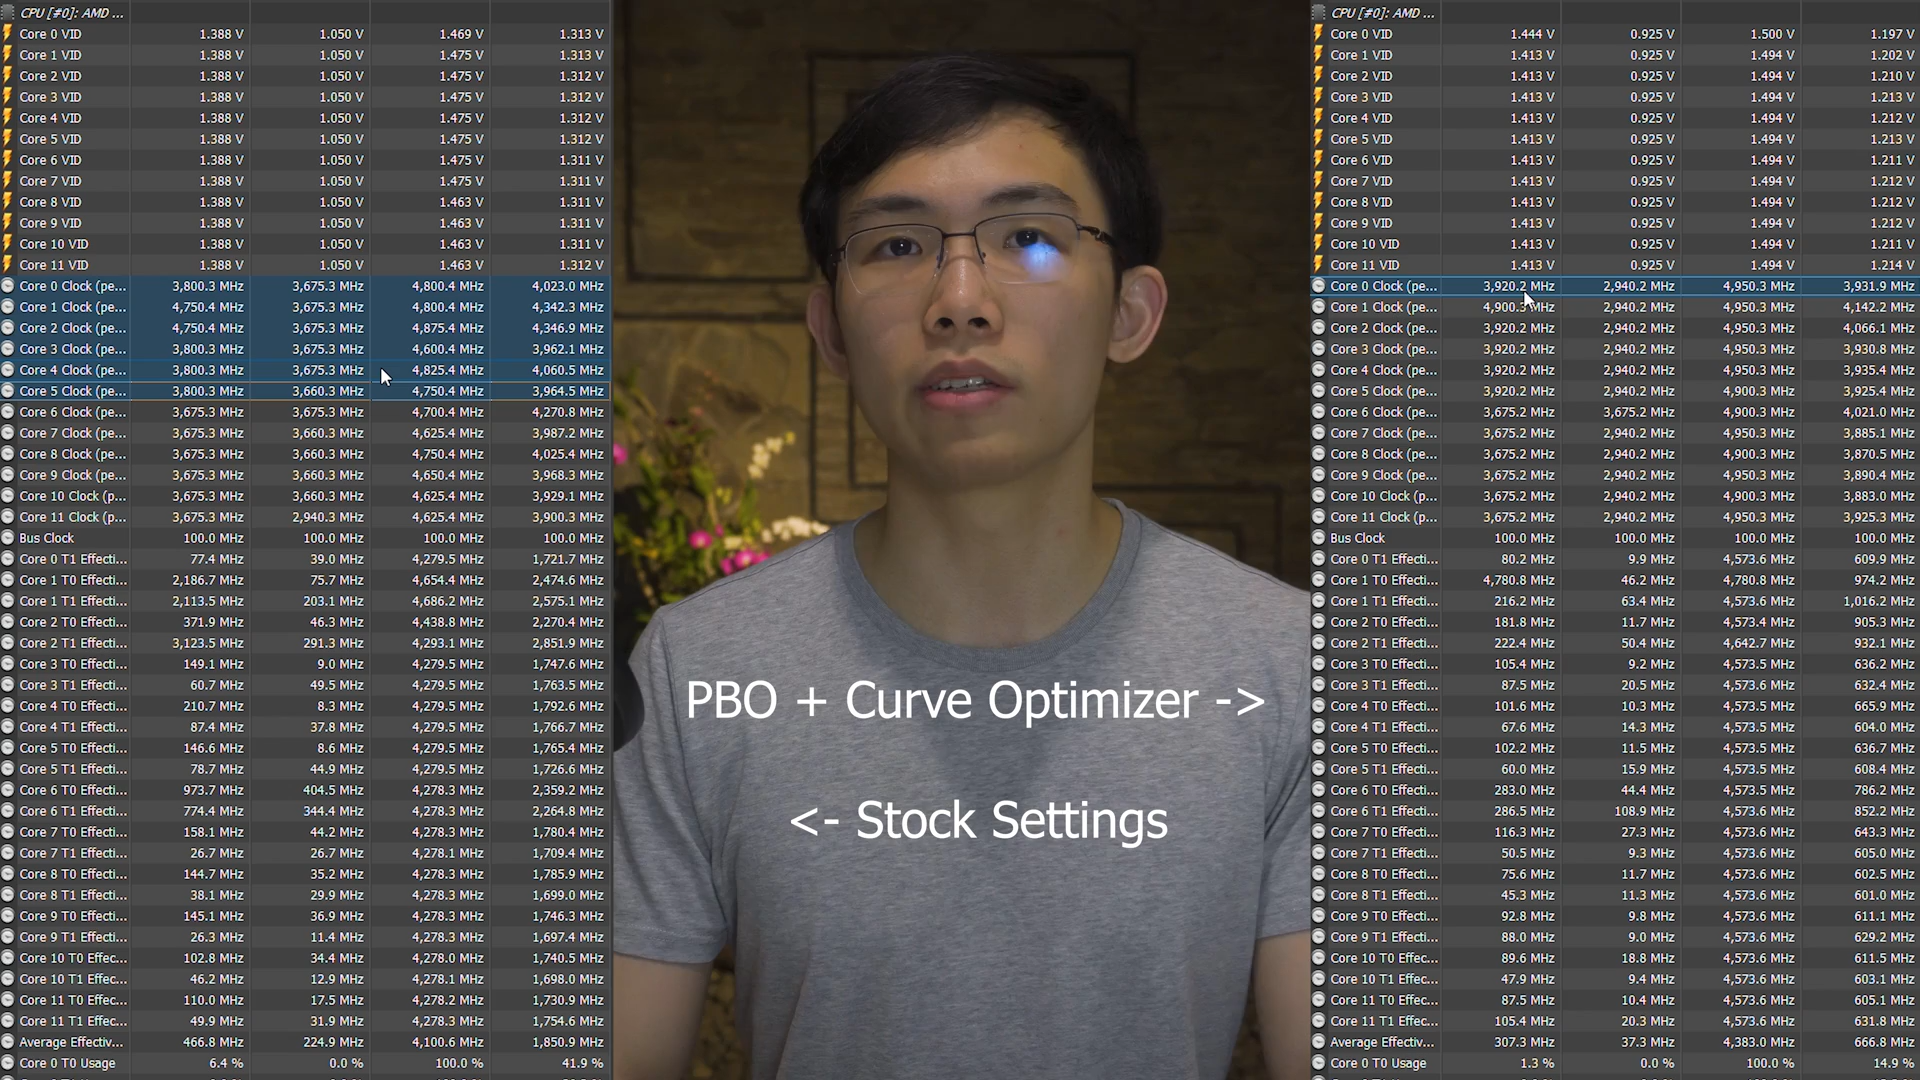 CPU [#0]: AMD ...
Core 0 VID 1.388 V 1.050 V 1.469 V 1.313 V
Core 1 VID 1.388 V 1.050 V 1.475 V 1.313 V
Core 2 VID 1.388 V 1.050 V 1.475 V 1.312 V
Core 3 VID 1.388 V 1.050 V 1.475 V 1.312 V
Core 4 VID 1.388 V 1.050 V 1.475 V 1.312 V
Core 5 VID 1.388 V 1.050 V 1.475 V 1.312 V
Core 6 VID 1.388 V 1.050 V 1.475 V 1.311 V
Core 7 VID 1.388 V 1.050 V 1.475 V 1.311 V
Core 8 VID 1.388 V 1.050 V 1.463 V 1.311 V
Core 9 VID 1.388 V 1.050 V 1.463 V 1.311 V
Core 10 VID 1.388 V 1.050 V 1.463 V 1.311 V
Core 11 VID 1.388 V 1.050 V 1.463 V 1.312 V
Core 0 Clock (pe... 3,800.3 MHz 3,675.3 MHz 4,800.4 MHz 4,023.0 MHz
Core 1 Clock (pe... 4,750.4 MHz 3,675.3 MHz 4,800.4 MHz 4,342.3 MHz
Core 2 Clock (pe... 4,750.4 MHz 3,675.3 MHz 4,875.4 MHz 4,346.9 MHz
Core 3 Clock (pe... 3,800.3 MHz 3,675.3 MHz 4,600.4 MHz 3,962.1 MHz
Core 4 Clock (pe... 3,800.3 MHz 3,675.3 MHz 4,825.4 MHz 4,060.5 MHz
Core 5 Clock (pe... 3,800.3 MHz 3,660.3 MHz 4,750.4 MHz 3,964.5 MHz
Core 6 Clock (pe... 3,675.3 MHz 3,675.3 MHz 4,700.4 MHz 4,270.8 MHz
Core 7 Clock (pe... 3,675.3 MHz 3,660.3 MHz 4,625.4 MHz 3,987.2 MHz
Core 8 Clock (pe... 3,675.3 MHz 3,660.3 MHz 4,750.4 MHz 4,025.4 MHz
Core 9 Clock (pe... 3,675.3 MHz 3,660.3 MHz 4,650.4 MHz 3,968.3 MHz
Core 10 Clock (p... 3,675.3 MHz 3,660.3 MHz 4,625.4 MHz 3,929.1 MHz
Core 11 Clock (p... 3,675.3 MHz 2,940.3 MHz 4,625.4 MHz 3,900.3 MHz
Bus Clock 100.0 MHz 100.0 MHz 100.0 MHz 100.0 MHz
Core 0 T1 Effecti... 77.4 MHz 39.0 MHz 4,279.5 MHz 1,721.7 MHz
Core 1 T0 Effecti... 2,186.7 MHz 75.7 MHz 4,654.4 MHz 2,474.6 MHz
Core 1 T1 Effecti... 2,113.5 MHz 203.1 MHz 4,686.2 MHz 2,575.1 MHz
Core 2 T0 Effecti... 371.9 MHz 46.3 MHz 4,438.8 MHz 2,270.4 MHz
Core 2 T1 Effecti... 3,123.5 MHz 291.3 MHz 4,293.1 MHz 2,851.9 MHz
Core 3 T0 Effecti... 149.1 MHz 9.0 MHz 4,279.5 MHz 1,747.6 MHz
Core 3 T1 Effecti... 60.7 MHz 49.5 MHz 4,279.5 MHz 1,763.5 MHz
Core 4 T0 Effecti... 210.7 MHz 8.3 MHz 4,279.5 MHz 1,792.6 MHz
Core 4 T1 Effecti... 87.4 MHz 37.8 MHz 4,279.5 MHz 1,766.7 MHz
Core 5 T0 Effecti... 146.6 MHz 8.6 MHz 4,279.5 MHz 1,765.4 MHz
Core 5 T1 Effecti... 78.7 MHz 44.9 MHz 4,279.5 MHz 1,726.6 MHz
Core 6 T0 Effecti... 973.7 MHz 404.5 MHz 4,278.3 MHz 2,359.2 MHz
Core 6 T1 Effecti... 774.4 MHz 344.4 MHz 4,278.3 MHz 2,264.8 MHz
Core 7 T0 Effecti... 158.1 MHz 44.2 MHz 4,278.3 MHz 1,780.4 MHz
Core 7 T1 Effecti... 26.7 MHz 26.7 MHz 4,278.1 MHz 1,709.4 MHz
Core 8 T0 Effecti... 144.7 MHz 35.2 MHz 4,278.3 MHz 1,785.9 MHz
Core 8 T1 Effecti... 38.1 MHz 29.9 MHz 4,278.3 MHz 1,699.0 MHz
Core 9 T0 Effecti... 145.1 MHz 36.9 MHz 4,278.3 MHz 1,746.3 MHz
Core 9 T1 Effecti... 26.3 MHz 11.4 MHz 4,278.3 MHz 1,697.4 MHz
Core 10 T0 Effec... 102.8 MHz 34.4 MHz 4,278.0 MHz 1,740.5 MHz
Core 10 T1 Effec... 46.2 MHz 12.9 MHz 4,278.1 MHz 1,698.0 MHz
Core 11 T0 Effec... 110.0 MHz 17.5 MHz 4,278.2 MHz 1,730.9 MHz
Core 11 T1 Effec... 49.9 MHz 31.9 MHz 4,278.3 MHz 1,754.6 MHz
Average Effectiv... 466.8 MHz 224.9 MHz 4,100.6 MHz 1,850.9 MHz
Core 0 T0 Usage 6.4 % 0.0 % 100.0 % 41.9 %
PBO + Curve Optimizer ->
<- Stock Settings
CPU [#0]: AMD ...
Core 0 VID 1.444 V 0.925 V 1.500 V 1.197 V
Core 1 VID 1.413 V 0.925 V 1.494 V 1.202 V
Core 2 VID 1.413 V 0.925 V 1.494 V 1.210 V
Core 3 VID 1.413 V 0.925 V 1.494 V 1.213 V
Core 4 VID 1.413 V 0.925 V 1.494 V 1.212 V
Core 5 VID 1.413 V 0.925 V 1.494 V 1.213 V
Core 6 VID 1.413 V 0.925 V 1.494 V 1.211 V
Core 7 VID 1.413 V 0.925 V 1.494 V 1.212 V
Core 8 VID 1.413 V 0.925 V 1.494 V 1.212 V
Core 9 VID 1.413 V 0.925 V 1.494 V 1.212 V
Core 10 VID 1.413 V 0.925 V 1.494 V 1.211 V
Core 11 VID 1.413 V 0.925 V 1.494 V 1.214 V
Core 0 Clock (pe... 3,920.2 MHz 2,940.2 MHz 4,950.3 MHz 3,931.9 MHz
Core 1 Clock (pe... 4,900.3 MHz 2,940.2 MHz 4,950.3 MHz 4,142.2 MHz
Core 2 Clock (pe... 3,920.2 MHz 2,940.2 MHz 4,950.3 MHz 4,066.1 MHz
Core 3 Clock (pe... 3,920.2 MHz 2,940.2 MHz 4,950.3 MHz 3,930.8 MHz
Core 4 Clock (pe... 3,920.2 MHz 2,940.2 MHz 4,950.3 MHz 3,935.4 MHz
Core 5 Clock (pe... 3,920.2 MHz 2,940.2 MHz 4,900.3 MHz 3,925.4 MHz
Core 6 Clock (pe... 3,675.2 MHz 3,675.2 MHz 4,900.3 MHz 4,021.0 MHz
Core 7 Clock (pe... 3,675.2 MHz 2,940.2 MHz 4,950.3 MHz 3,885.1 MHz
Core 8 Clock (pe... 3,675.2 MHz 2,940.2 MHz 4,900.3 MHz 3,870.5 MHz
Core 9 Clock (pe... 3,675.2 MHz 2,940.2 MHz 4,950.3 MHz 3,890.4 MHz
Core 10 Clock (p... 3,675.2 MHz 2,940.2 MHz 4,900.3 MHz 3,883.0 MHz
Core 11 Clock (p... 3,675.2 MHz 2,940.2 MHz 4,950.3 MHz 3,925.3 MHz
Bus Clock 100.0 MHz 100.0 MHz 100.0 MHz 100.0 MHz
Core 0 T1 Effecti... 80.2 MHz 9.9 MHz 4,573.6 MHz 609.9 MHz
Core 1 T0 Effecti... 4,780.8 MHz 46.2 MHz 4,780.8 MHz 974.2 MHz
Core 1 T1 Effecti... 216.2 MHz 63.4 MHz 4,573.6 MHz 1,016.2 MHz
Core 2 T0 Effecti... 181.8 MHz 11.7 MHz 4,573.4 MHz 905.3 MHz
Core 2 T1 Effecti... 222.4 MHz 50.4 MHz 4,642.7 MHz 932.1 MHz
Core 3 T0 Effecti... 105.4 MHz 9.2 MHz 4,573.5 MHz 636.2 MHz
Core 3 T1 Effecti... 87.5 MHz 20.5 MHz 4,573.6 MHz 632.4 MHz
Core 4 T0 Effecti... 101.6 MHz 10.3 MHz 4,573.5 MHz 665.9 MHz
Core 4 T1 Effecti... 67.6 MHz 14.3 MHz 4,573.5 MHz 604.0 MHz
Core 5 T0 Effecti... 102.2 MHz 11.5 MHz 4,573.5 MHz 636.7 MHz
Core 5 T1 Effecti... 60.0 MHz 15.9 MHz 4,573.5 MHz 608.4 MHz
Core 6 T0 Effecti... 283.0 MHz 44.4 MHz 4,573.6 MHz 786.2 MHz
Core 6 T1 Effecti... 286.5 MHz 108.9 MHz 4,573.6 MHz 852.2 MHz
Core 7 T0 Effecti... 116.3 MHz 27.3 MHz 4,573.5 MHz 643.3 MHz
Core 7 T1 Effecti... 50.5 MHz 9.3 MHz 4,573.6 MHz 605.0 MHz
Core 8 T0 Effecti... 75.6 MHz 11.7 MHz 4,573.6 MHz 602.5 MHz
Core 8 T1 Effecti... 45.3 MHz 11.3 MHz 4,573.6 MHz 601.0 MHz
Core 9 T0 Effecti... 92.8 MHz 9.8 MHz 4,573.6 MHz 611.1 MHz
Core 9 T1 Effecti... 88.0 MHz 9.0 MHz 4,573.6 MHz 629.2 MHz
Core 10 T0 Effec... 89.6 MHz 18.8 MHz 4,573.6 MHz 611.5 MHz
Core 10 T1 Effec... 47.9 MHz 9.4 MHz 4,573.6 MHz 603.1 MHz
Core 11 T0 Effec... 87.5 MHz 10.4 MHz 4,573.6 MHz 605.1 MHz
Core 11 T1 Effec... 105.4 MHz 20.3 MHz 4,573.6 MHz 631.8 MHz
Average Effectiv... 307.3 MHz 37.3 MHz 4,383.0 MHz 666.8 MHz
Core 0 T0 Usage 1.3 % 0.0 % 100.0 % 14.9 %